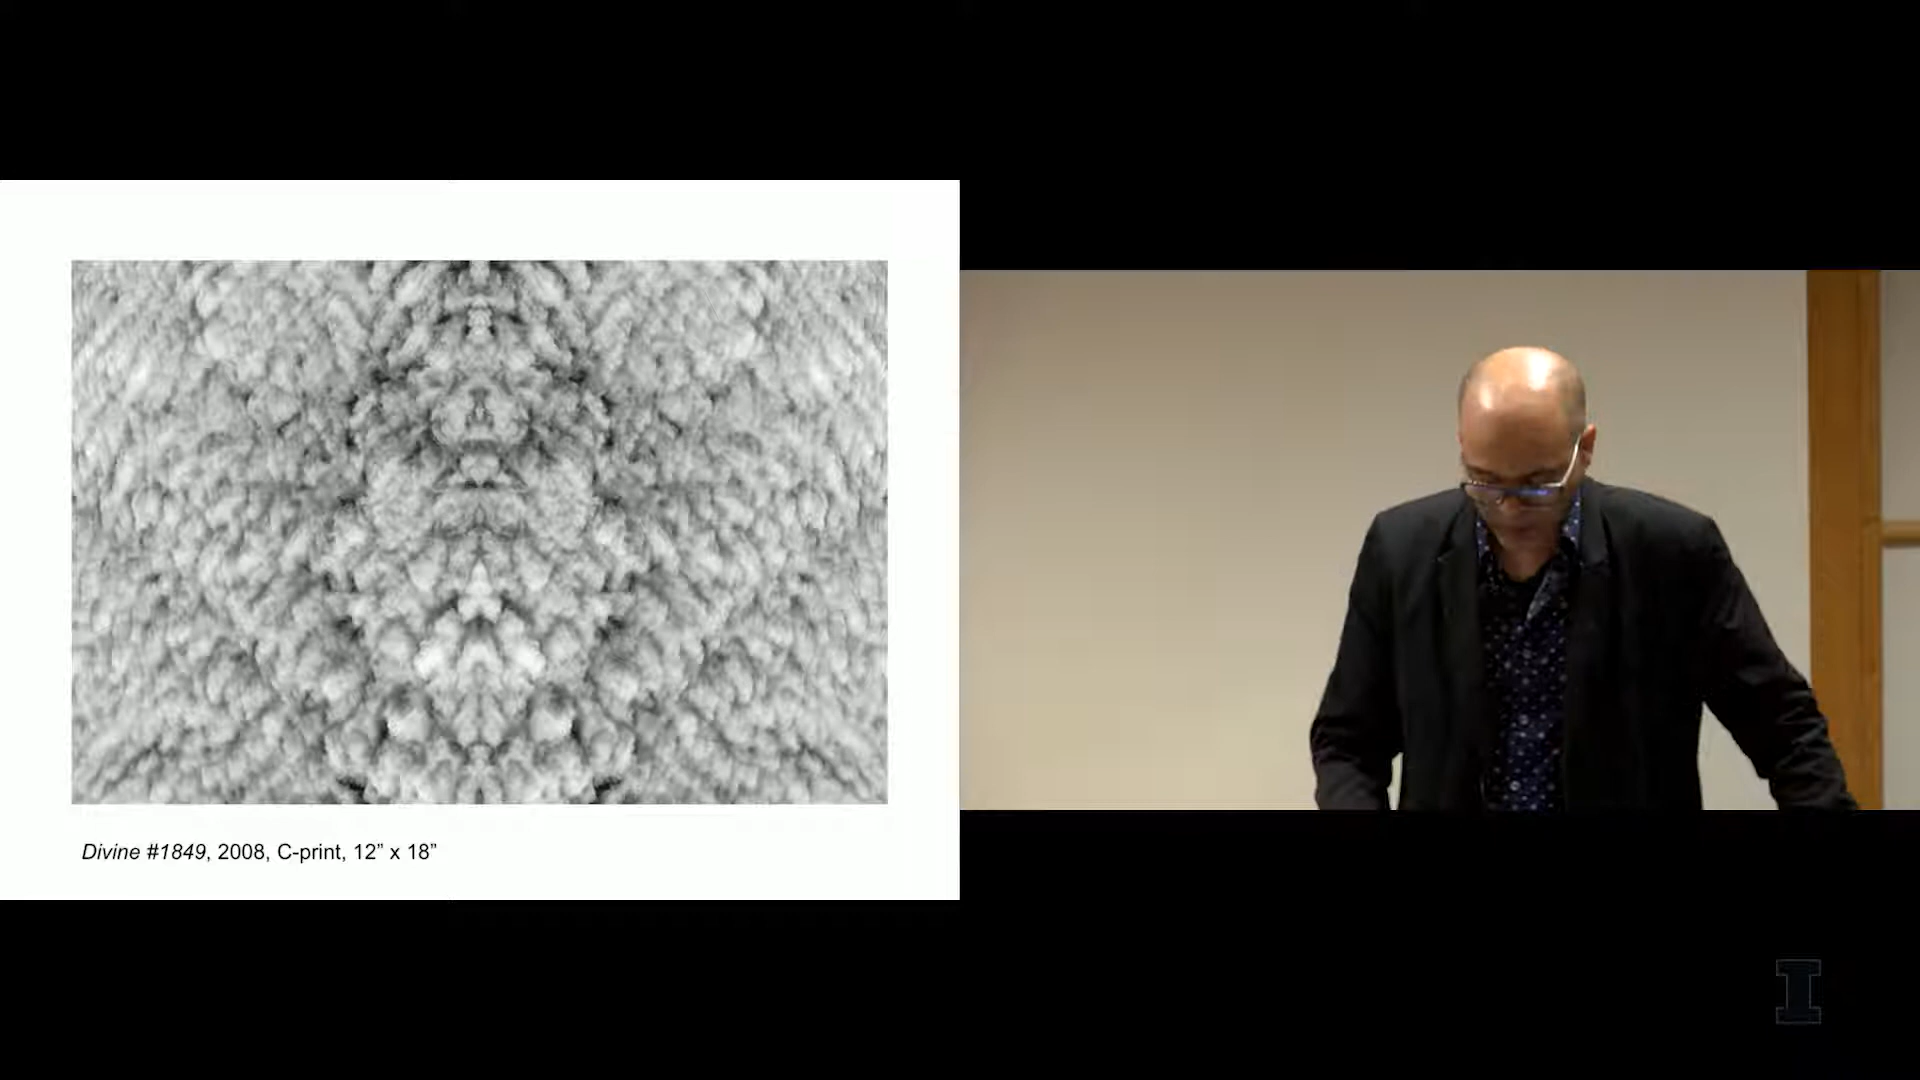 Divine #1849, 2008, C-print, 12” x 18”
I